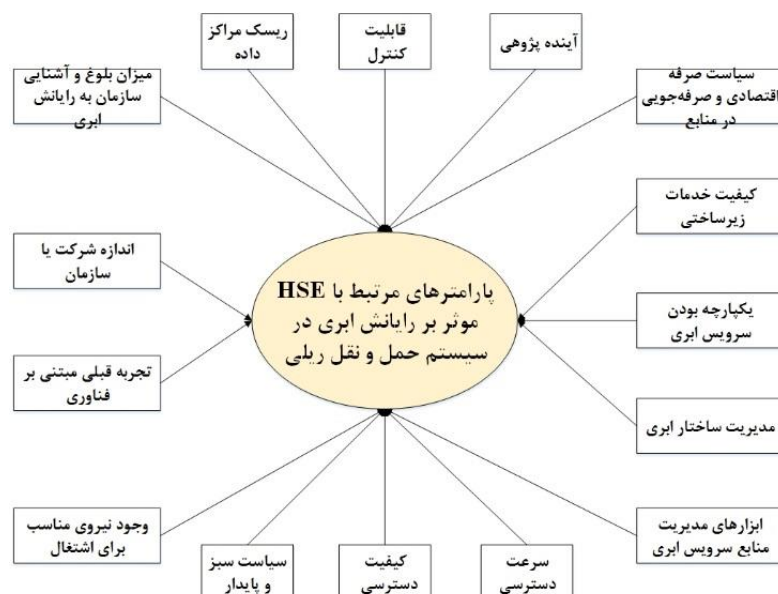 ریسک مراکز
داده
قابلیت
کنترل
آینده پژوهی
میزان بلوغ و آشنایی
سازمان به رایانش
ابری
سیاست صرفه
اقتصادی و صرفه‌جویی
در منابع
کیفیت خدمات
زیرساختی
اندازه شرکت یا
سازمان
پارامترهای مرتبط با HSE
موثر بر رایانش ابری در
سیستم حمل و نقل ریلی
یکپارچه بودن
سرویس ابری
تجربه قبلی مبتنی بر
فناوری
مدیریت ساختار ابری
وجود نیروی مناسب
برای اشتغال
سیاست سبز
و پایدار
کیفیت
دسترسی
سرعت
دسترسی
ابزارهای مدیریت
منابع سرویس ابری